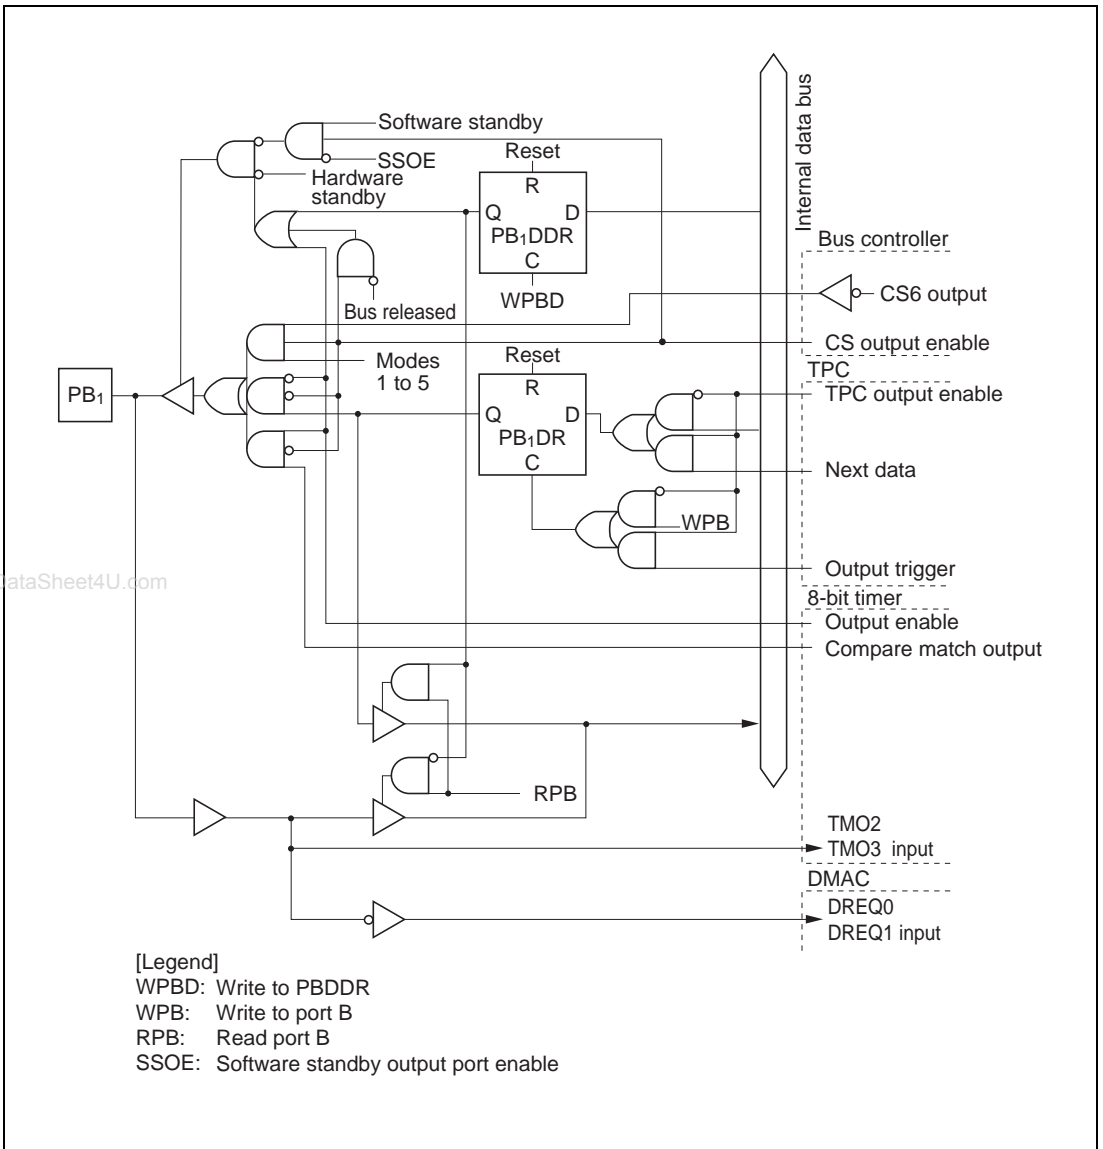 Software standby
SSOE
Hardware
standby
Reset
R
Q D
PB₁DDR
C
WPBD
Bus released
Internal data bus
Bus controller
CS6 output
CS output enable
Modes
1 to 5
PB₁
Reset
R
Q D
PB₁DR
C
TPC
TPC output enable
Next data
WPB
Output trigger
DataSheet4U.com
8-bit timer
Output enable
Compare match output
RPB
TMO2
TMO3 input
DMAC
DREQ0
DREQ1 input
[Legend]
WPBD: Write to PBDDR
WPB: Write to port B
RPB: Read port B
SSOE: Software standby output port enable